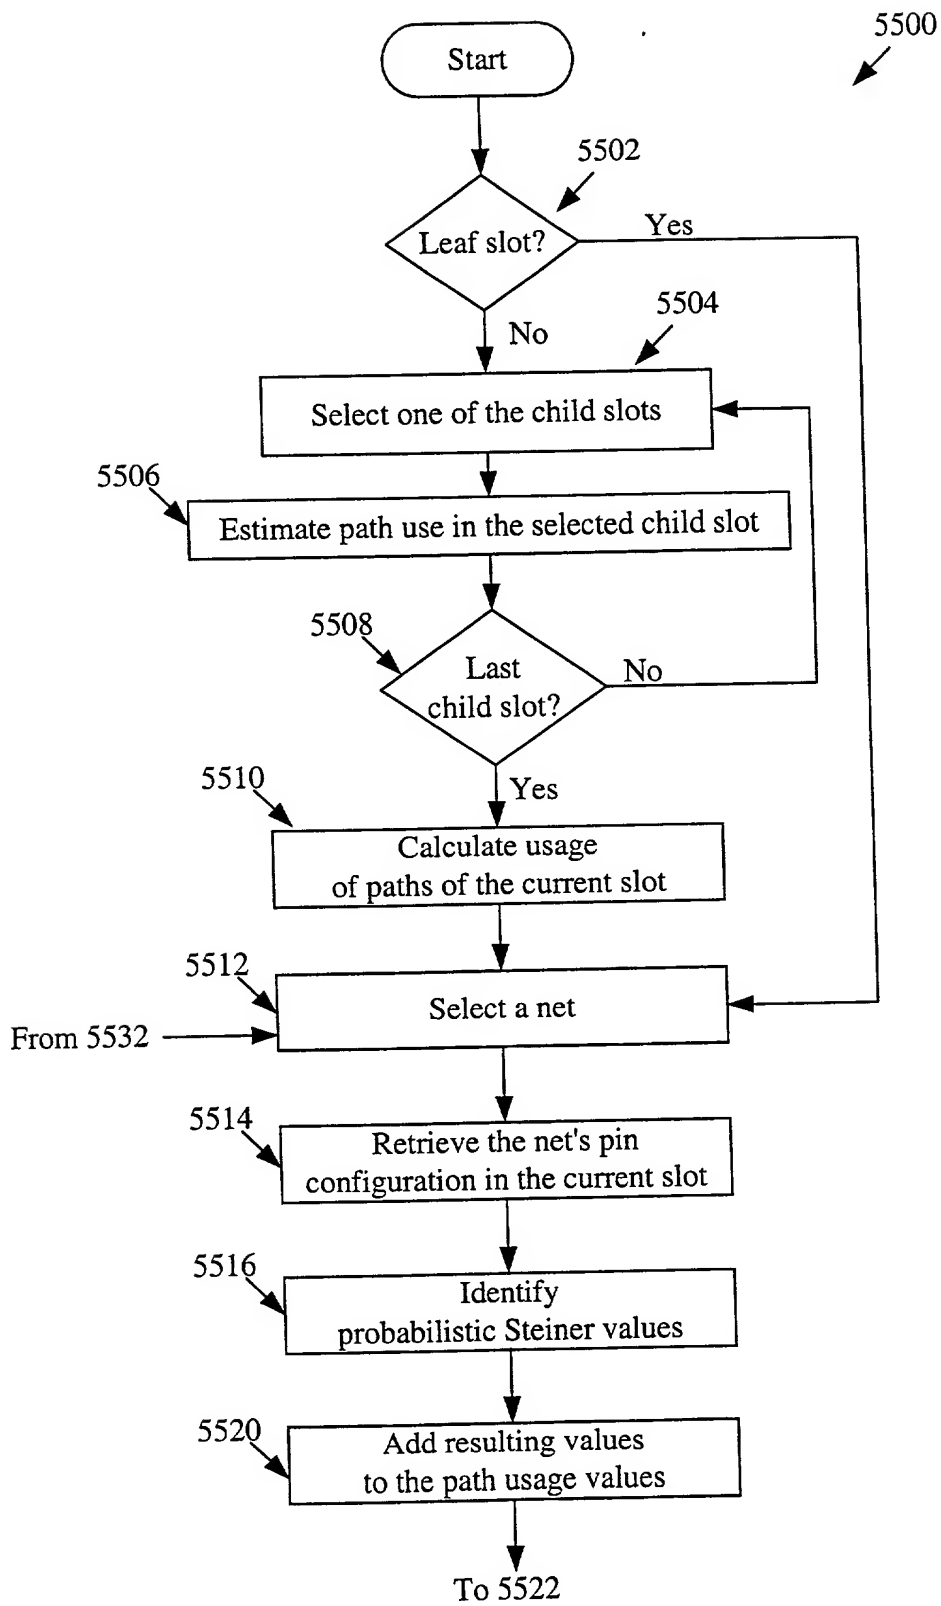 5500
Start
5502
Leaf slot?
Yes
No
5504
Select one of the child slots
5506
Estimate path use in the selected child slot
5508
Last
child slot?
No
Yes
5510
Calculate usage
of paths of the current slot
5512
Select a net
From 5532
5514
Retrieve the net's pin
configuration in the current slot
5516
Identify
probabilistic Steiner values
5520
Add resulting values
to the path usage values
To 5522